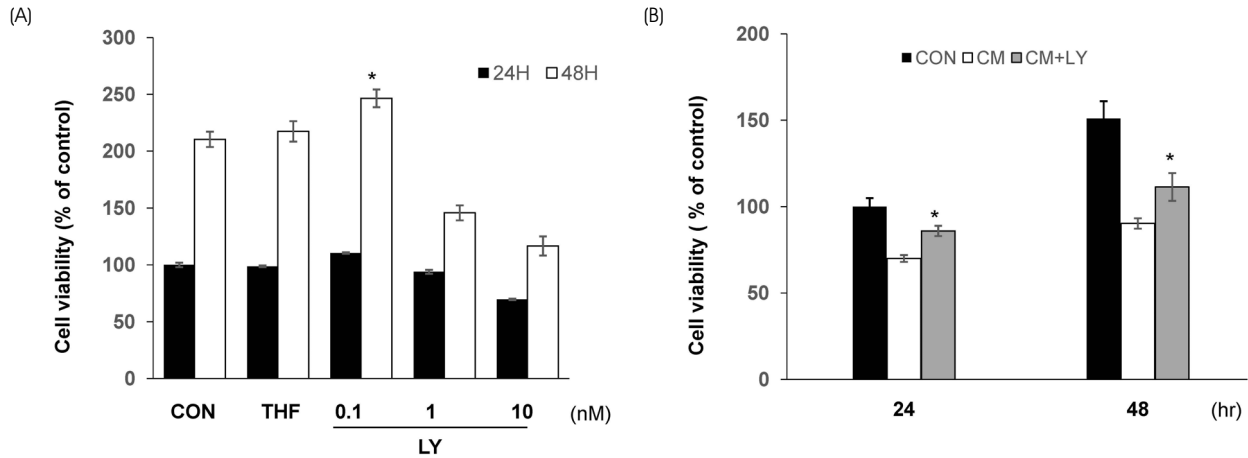 (A)
Cell viability (% of control)
300
250
200
150
100
50
0
24H 48H
*
CON THF 0.1 1 10 (nM)
LY
(B)
Cell viability ( % of control)
200
150
100
50
0
CON CM CM+LY
*
*
24 48 (hr)